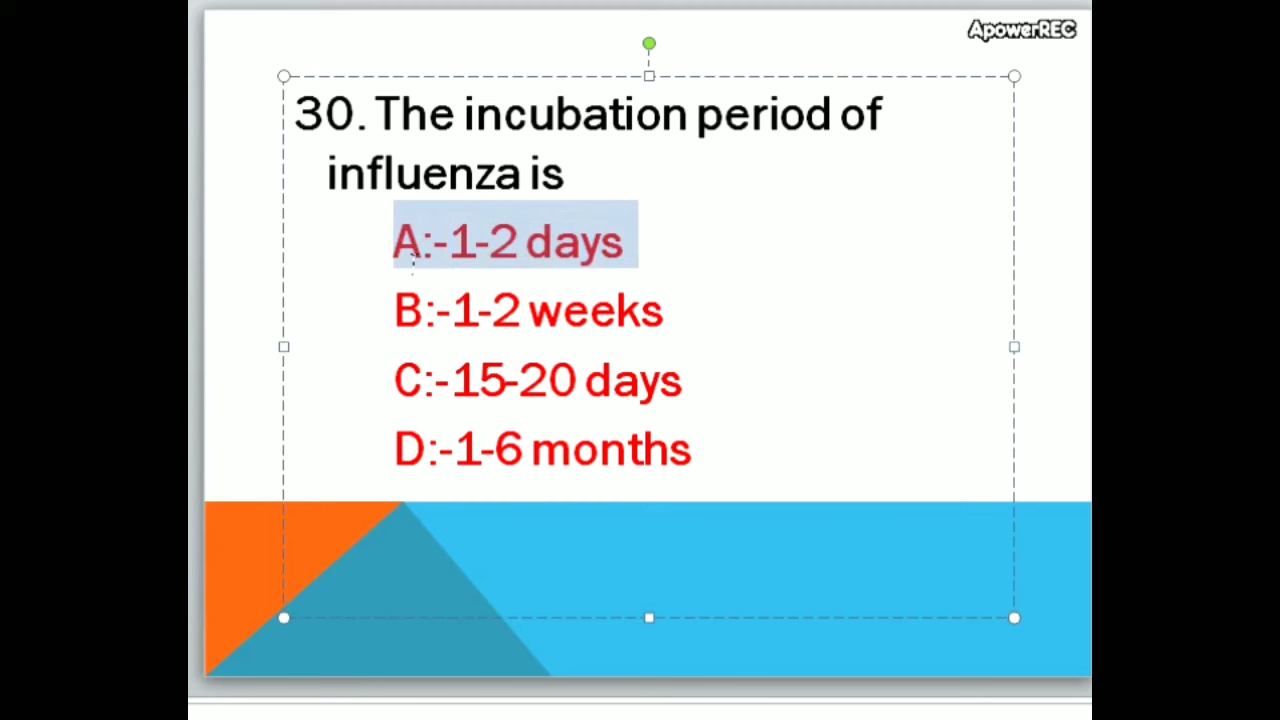 ApowerREC
30. The incubation period of
influenza is
A:-1-2 days
B:-1-2 weeks
C:-15-20 days
D:-1-6 months